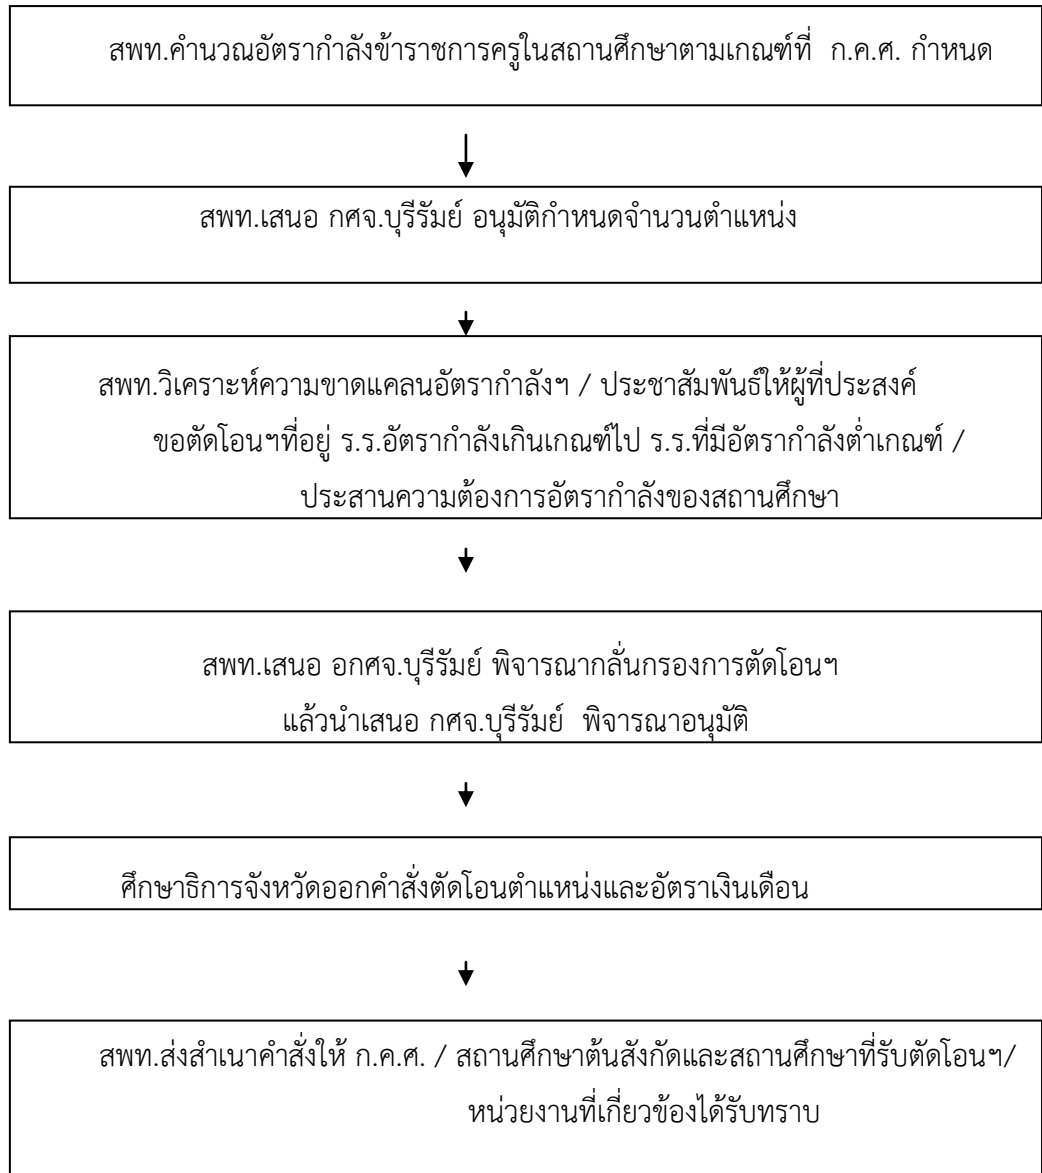 สพท.คำนวณอัตรากำลังข้าราชการครูในสถานศึกษาตามเกณฑ์ที่ ก.ค.ศ. กำหนด
สพท.เสนอ กศจ.บุรีรัมย์ อนุมัติกำหนดจำนวนตำแหน่ง
สพท.วิเคราะห์ความขาดแคลนอัตรากำลังฯ / ประชาสัมพันธ์ให้ผู้ที่ประสงค์
ขอตัดโอนฯที่อยู่ ร.ร.อัตรากำลังเกินเกณฑ์ไป ร.ร.ที่มีอัตรากำลังต่ำเกณฑ์ /
ประสานความต้องการอัตรากำลังของสถานศึกษา
สพท.เสนอ อกศจ.บุรีรัมย์ พิจารณากลั่นกรองการตัดโอนฯ
แล้วนำเสนอ กศจ.บุรีรัมย์ พิจารณาอนุมัติ
ศึกษาธิการจังหวัดออกคำสั่งตัดโอนตำแหน่งและอัตราเงินเดือน
สพท.ส่งสำเนาคำสั่งให้ ก.ค.ศ. / สถานศึกษาต้นสังกัดและสถานศึกษาที่รับตัดโอนฯ/
หน่วยงานที่เกี่ยวข้องได้รับทราบ